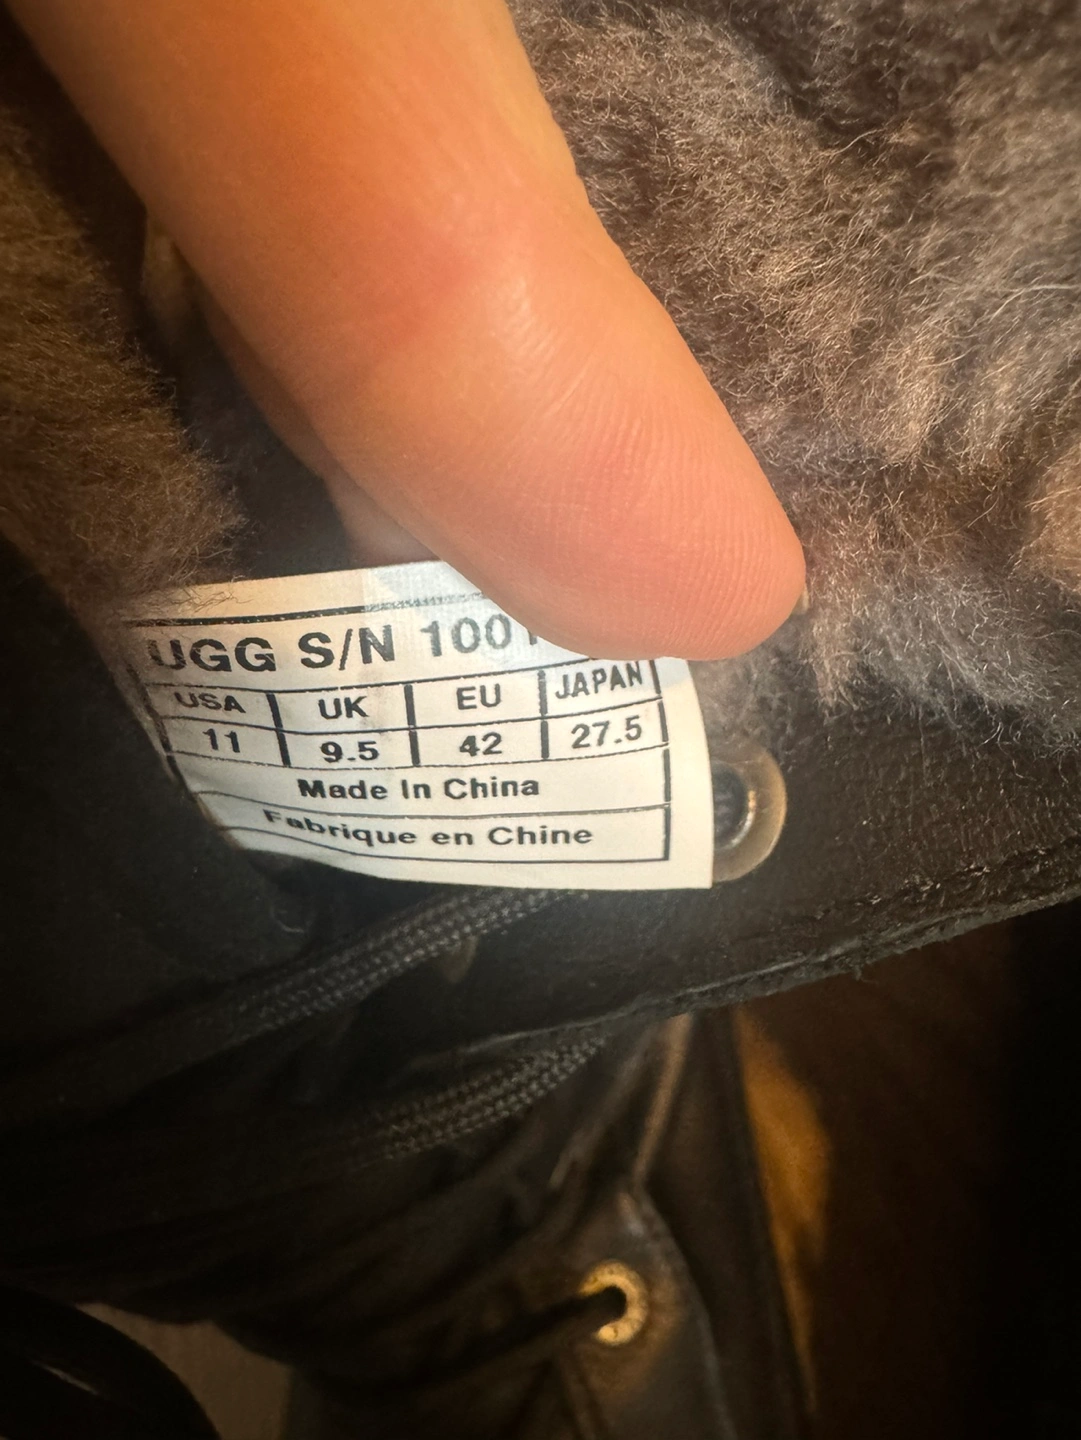 UGG S/N 100
USA UK EU JAPAN
11 9.5 42 27.5
Made In China
Fabrique en Chine